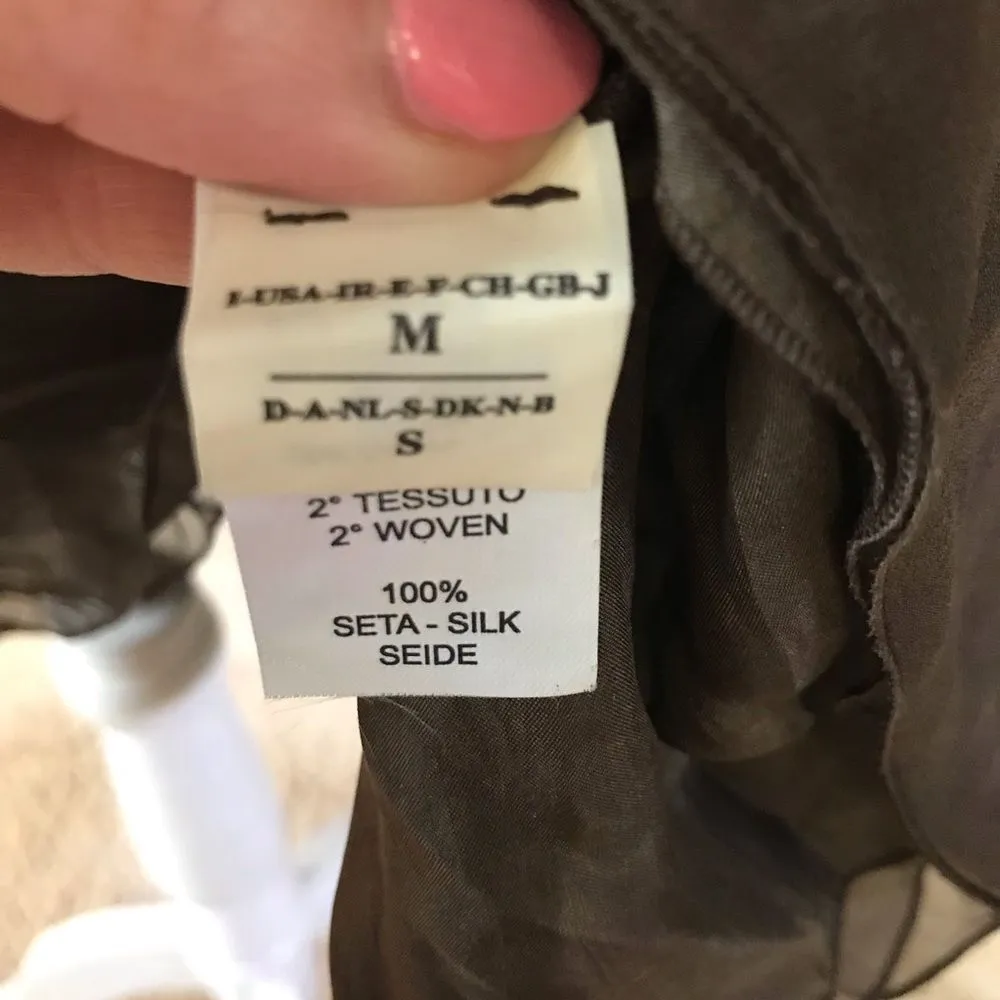 I-USA-IR-E-F-CH-GB-J
M
D-A-NL-S-DK-N-B
S
2° TESSUTO
2° WOVEN
100%
SETA - SILK
SEIDE